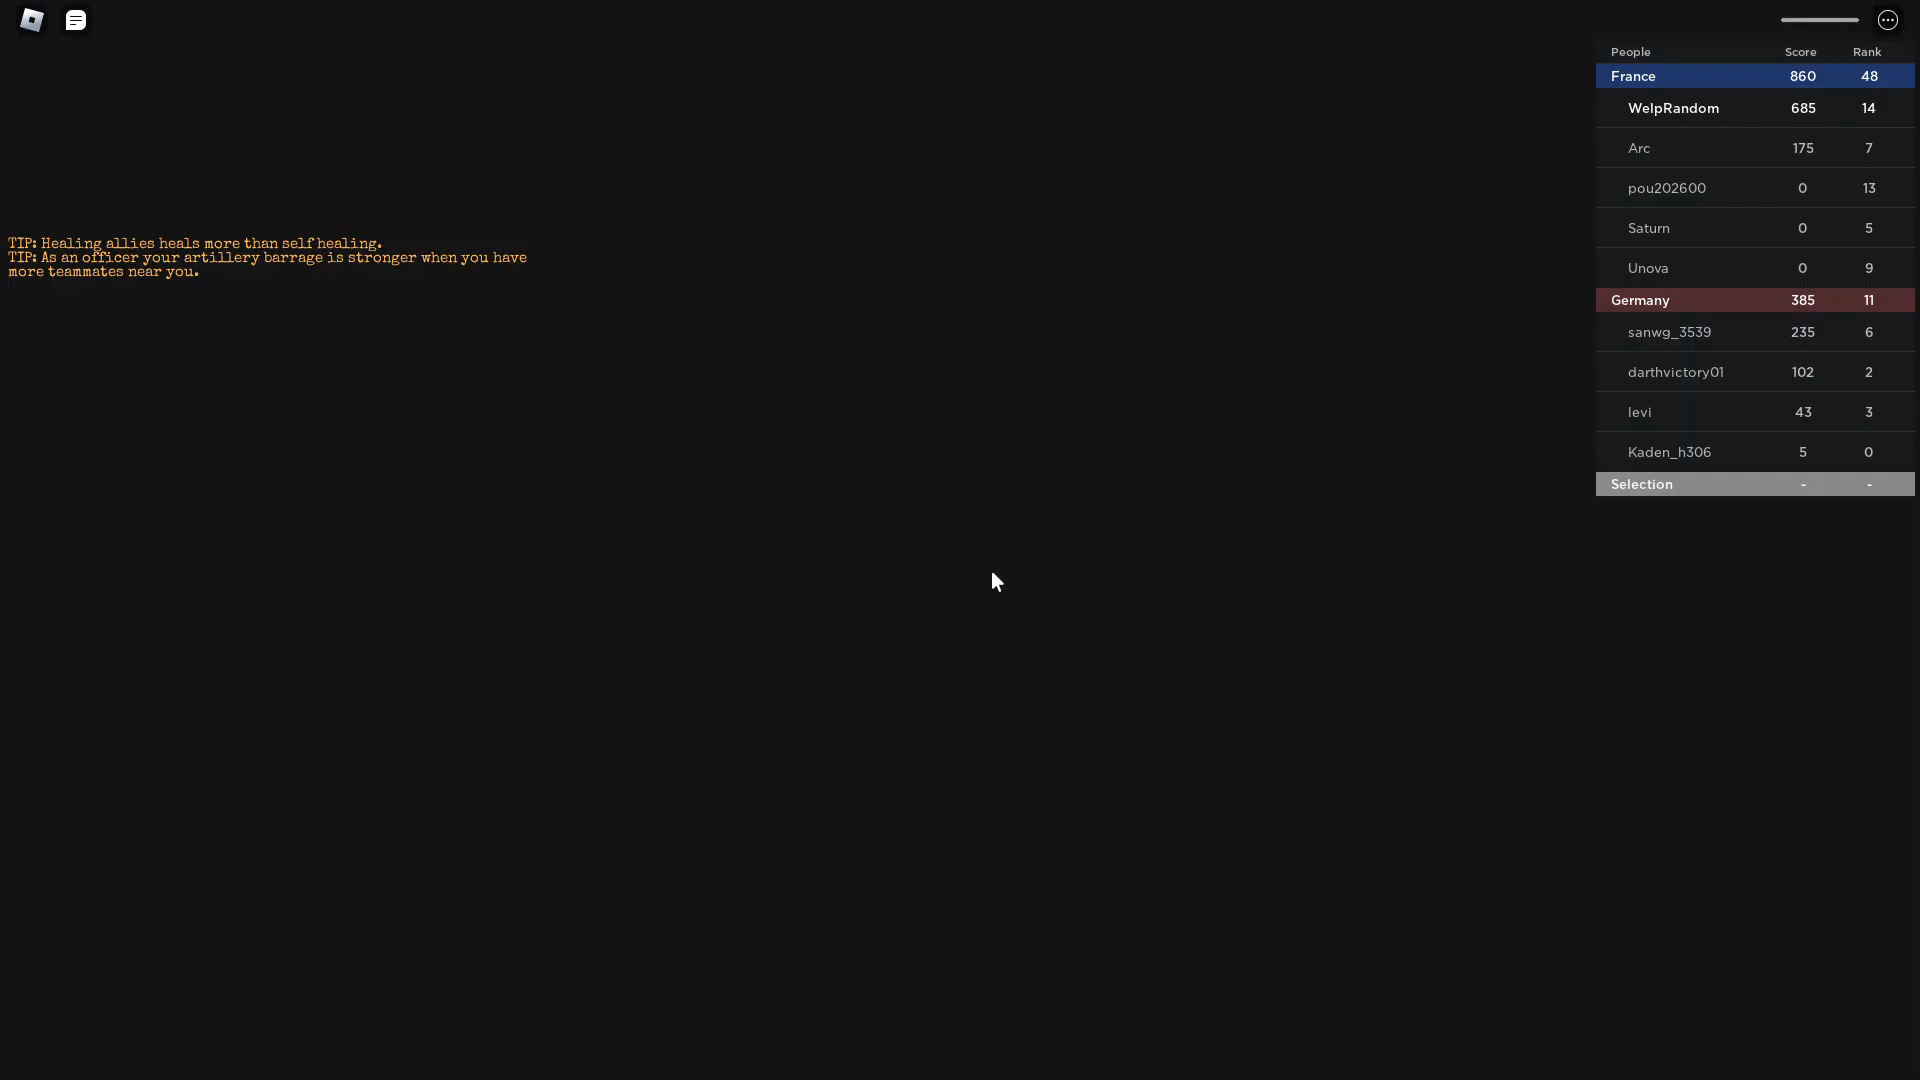 People Score Rank
France 860 48
WelpRandom 685 14
Arc 175 7
pou202600 0 13
Saturn 0 5
Unova 0 9
Germany 385 11
sanwg_3539 235 6
darthvictory01 102 2
levi 43 3
Kaden_h306 5 0
Selection - -
TIP: Healing allies heals more than self healing.
TIP: As an officer your artillery barrage is stronger when you have
more teammates near you.